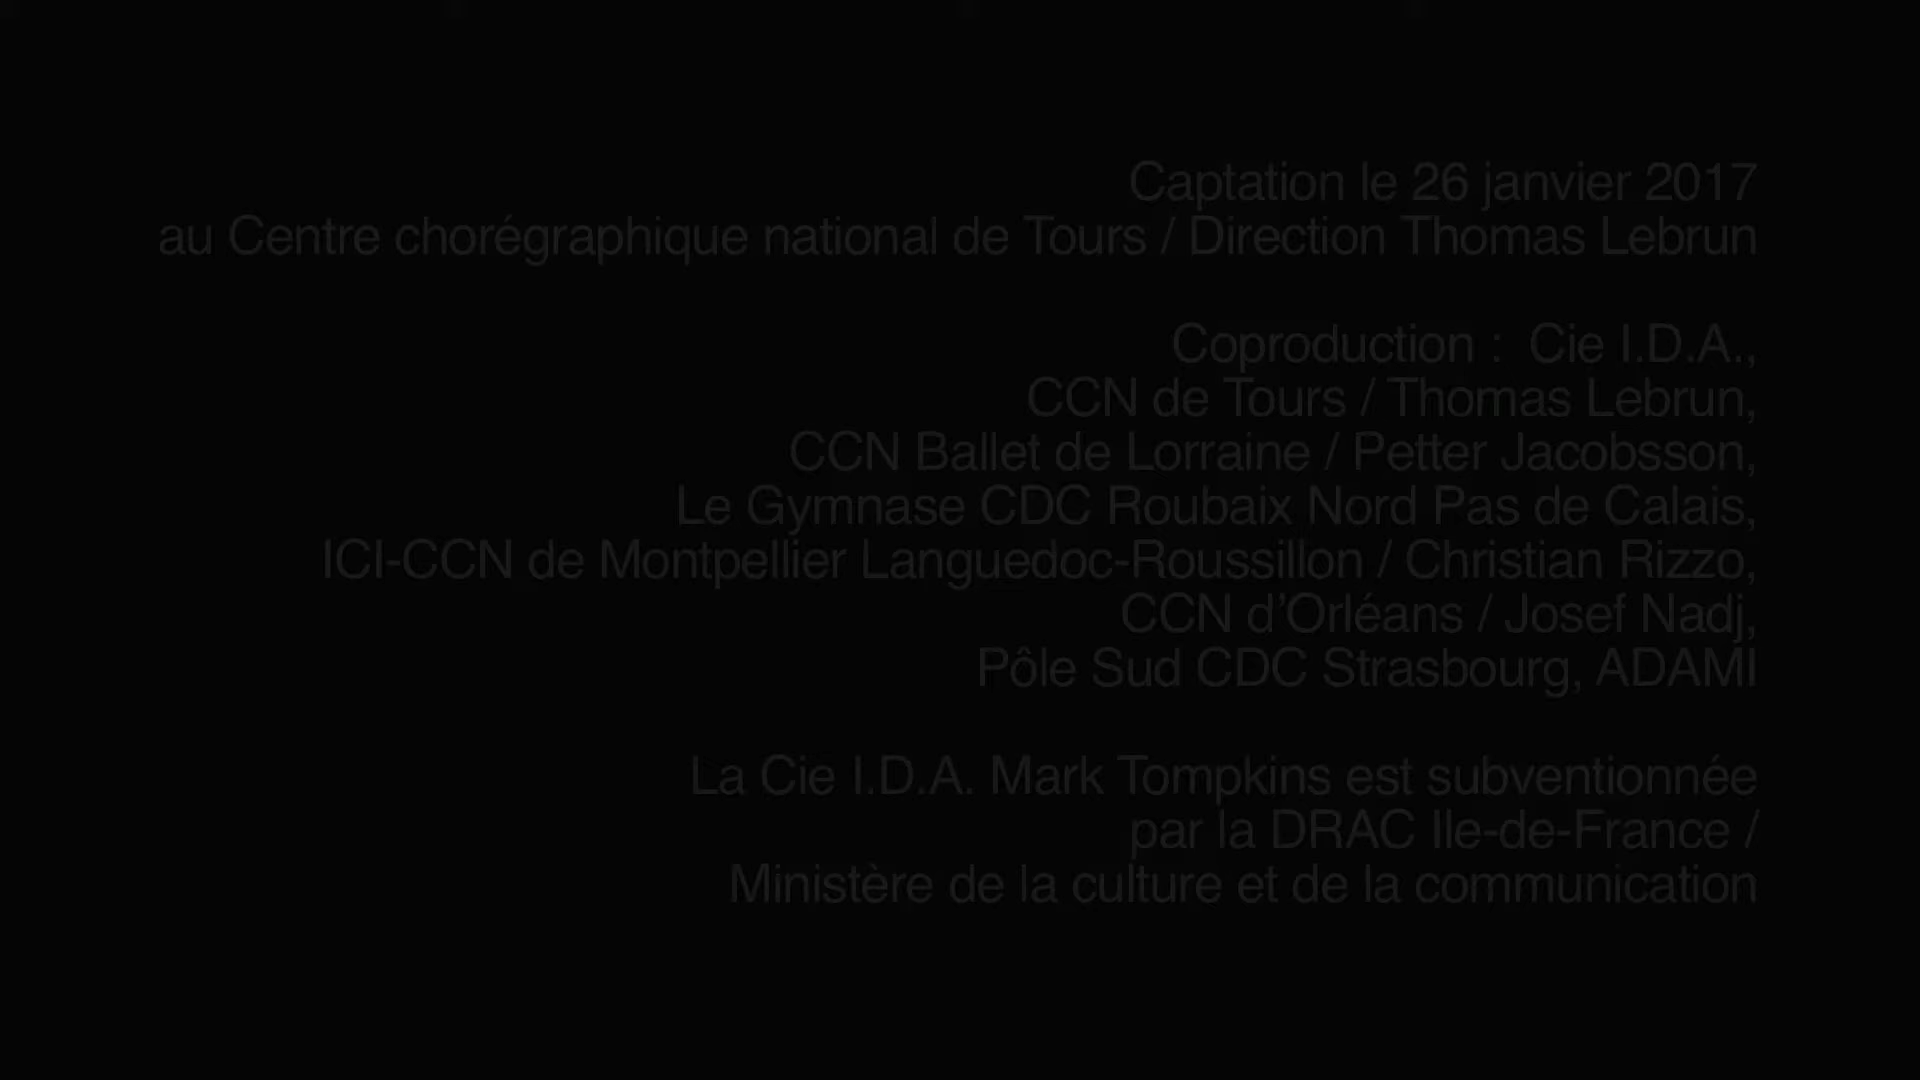 Captation le 26 janvier 2017
au Centre chorégraphique national de Tours / Direction Thomas Lebrun
Coproduction :  Cie I.D.A.,
CCN de Tours / Thomas Lebrun,
CCN Ballet de Lorraine / Petter Jacobsson,
Le Gymnase CDC Roubaix Nord Pas de Calais,
ICI-CCN de Montpellier Languedoc-Roussillon / Christian Rizzo,
CCN d’Orléans / Josef Nadj,
Pôle Sud CDC Strasbourg, ADAMI
La Cie I.D.A. Mark Tompkins est subventionnée
par la DRAC Ile-de-France /
Ministère de la culture et de la communication